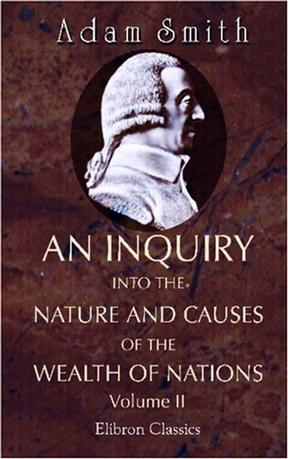 Adam Smith
AN INQUIRY
INTO THE
NATURE AND CAUSES
OF THE
WEALTH OF NATIONS
Volume II
Elibron Classics